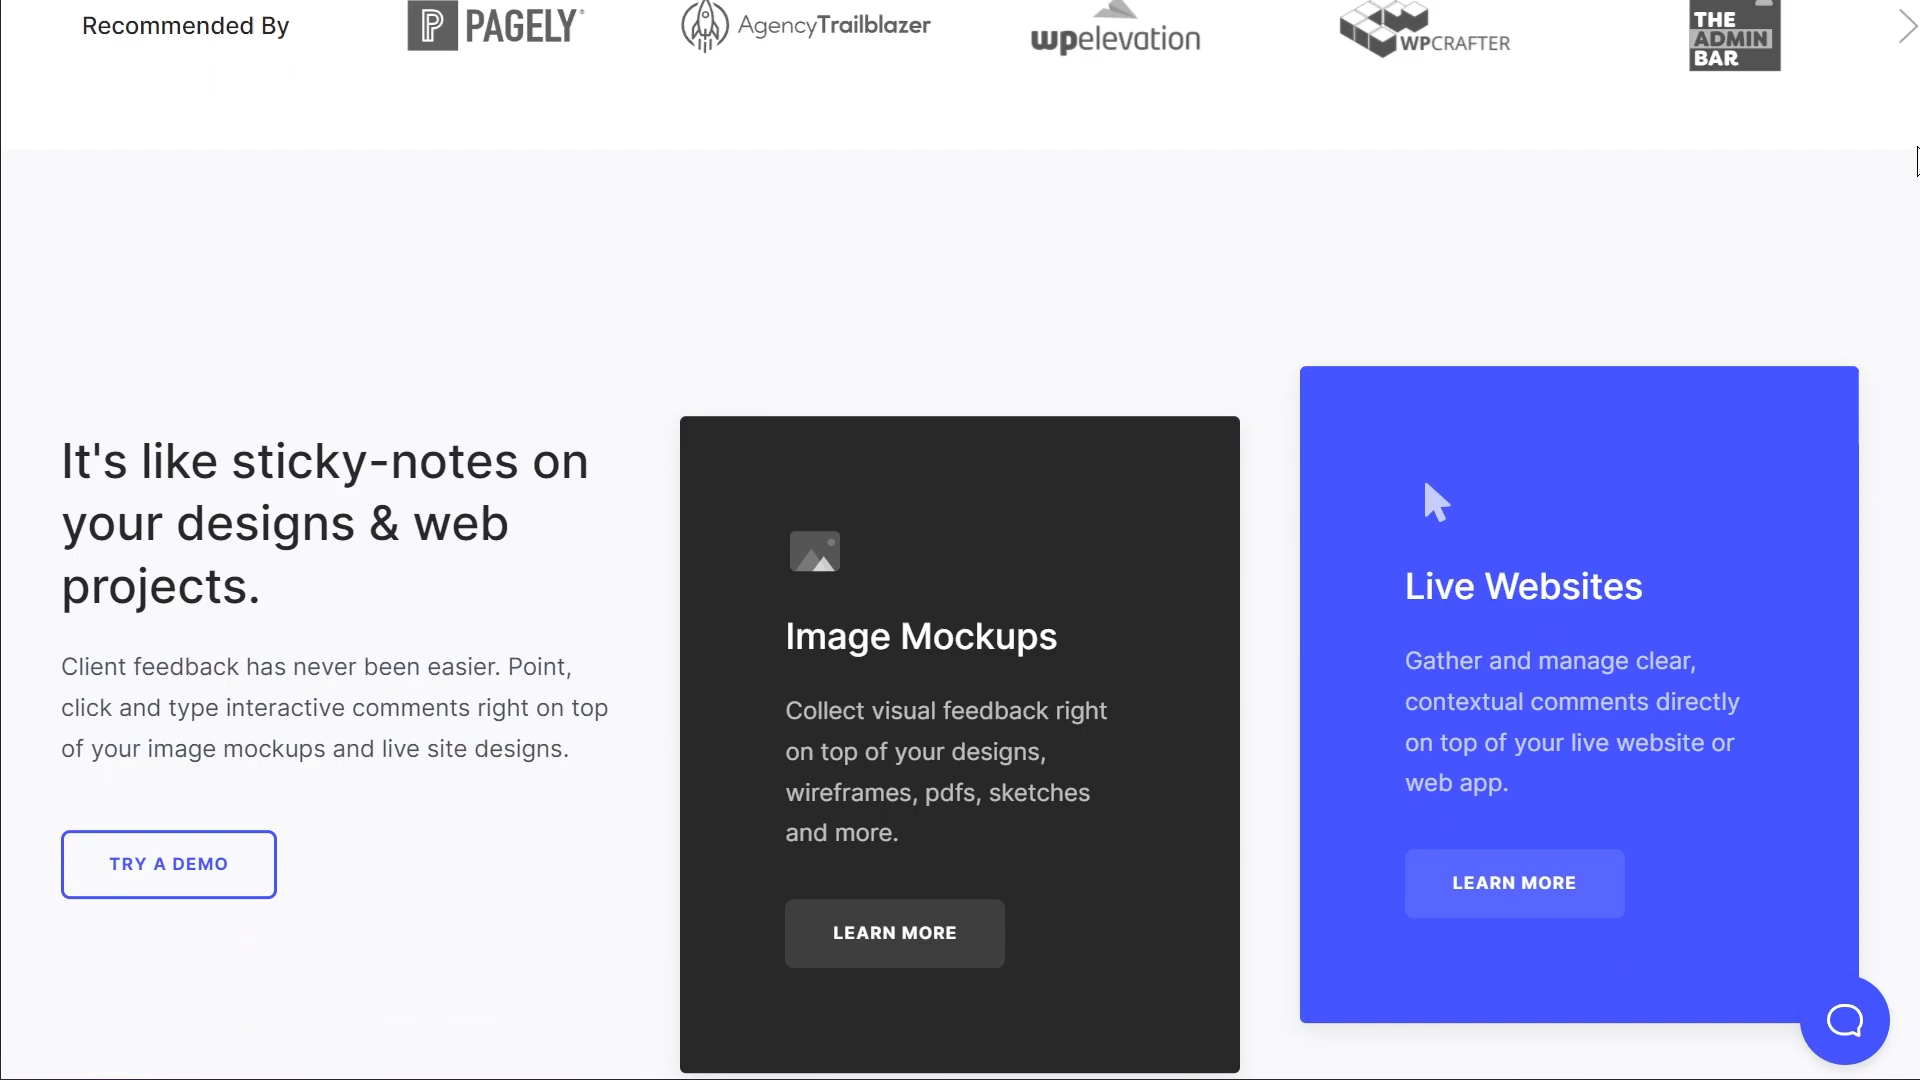 Recommended By
PAGELY
AgencyTrailblazer
wpelevation
WPCRAFTER
THE
ADMIN
BAR
It's like sticky-notes on
your designs & web
projects.
Client feedback has never been easier. Point,
click and type interactive comments right on top
of your image mockups and live site designs.
TRY A DEMO
Image Mockups
Collect visual feedback right
on top of your designs,
wireframes, pdfs, sketches
and more.
LEARN MORE
Live Websites
Gather and manage clear,
contextual comments directly
on top of your live website or
web app.
LEARN MORE